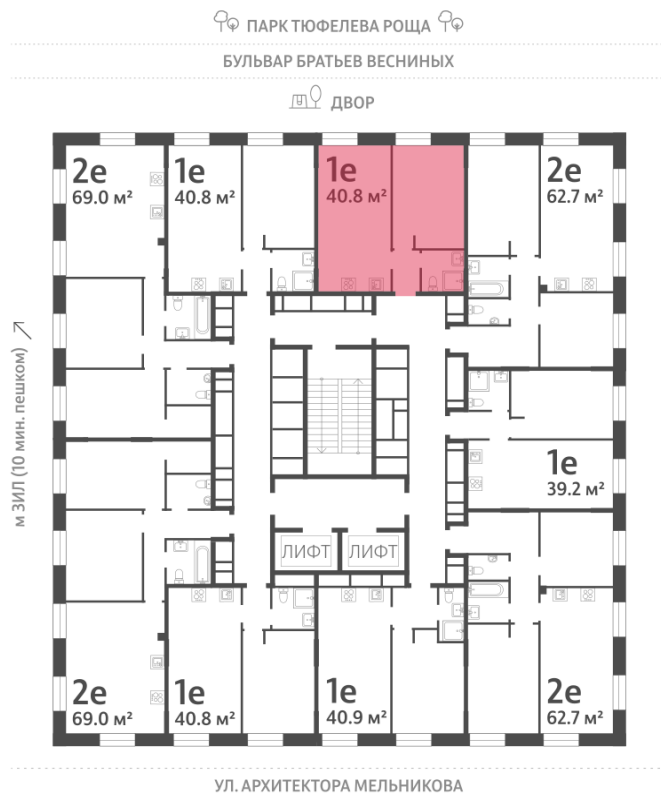 ПАРК ТЮФЕЛЕВА РОЩА
БУЛЬВАР БРАТЬЕВ ВЕСНИНЫХ
ДВОР
2е
69.0 м²
1е
40.8 м²
1е
40.8 м²
2е
62.7 м²
м ЗИЛ (10 мин. пешком)
1е
39.2 м²
ЛИФТ
ЛИФТ
2е
69.0 м²
1е
40.8 м²
1е
40.9 м²
2е
62.7 м²
УЛ. АРХИТЕКТОРА МЕЛЬНИКОВА